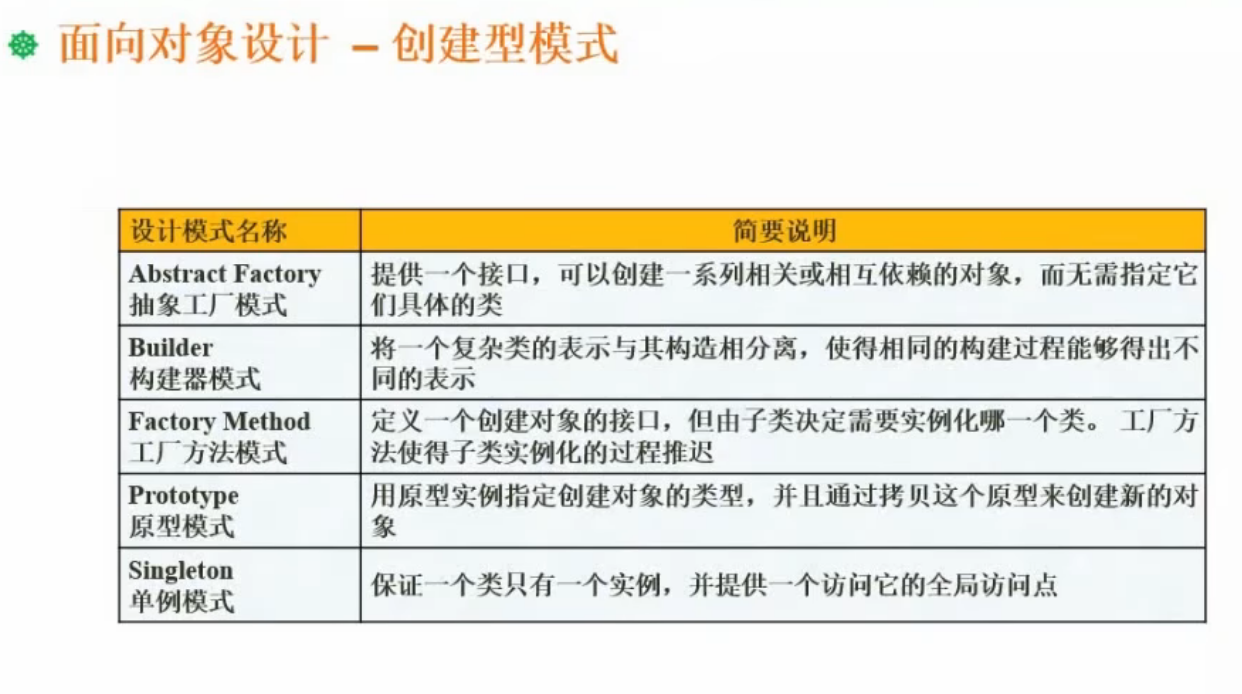 面向对象设计 – 创建型模式
设计模式名称
简要说明
Abstract Factory
抽象工厂模式
提供一个接口，可以创建一系列相关或相互依赖的对象，而无需指定它
们具体的类
Builder
构建器模式
将一个复杂类的表示与其构造相分离，使得相同的构建过程能够得出不
同的表示
Factory Method
工厂方法模式
定义一个创建对象的接口，但由子类决定需要实例化哪一个类。 工厂方
法使得子类实例化的过程推迟
Prototype
原型模式
用原型实例指定创建对象的类型，并且通过拷贝这个原型来创建新的对
象
Singleton
单例模式
保证一个类只有一个实例，并提供一个访问它的全局访问点